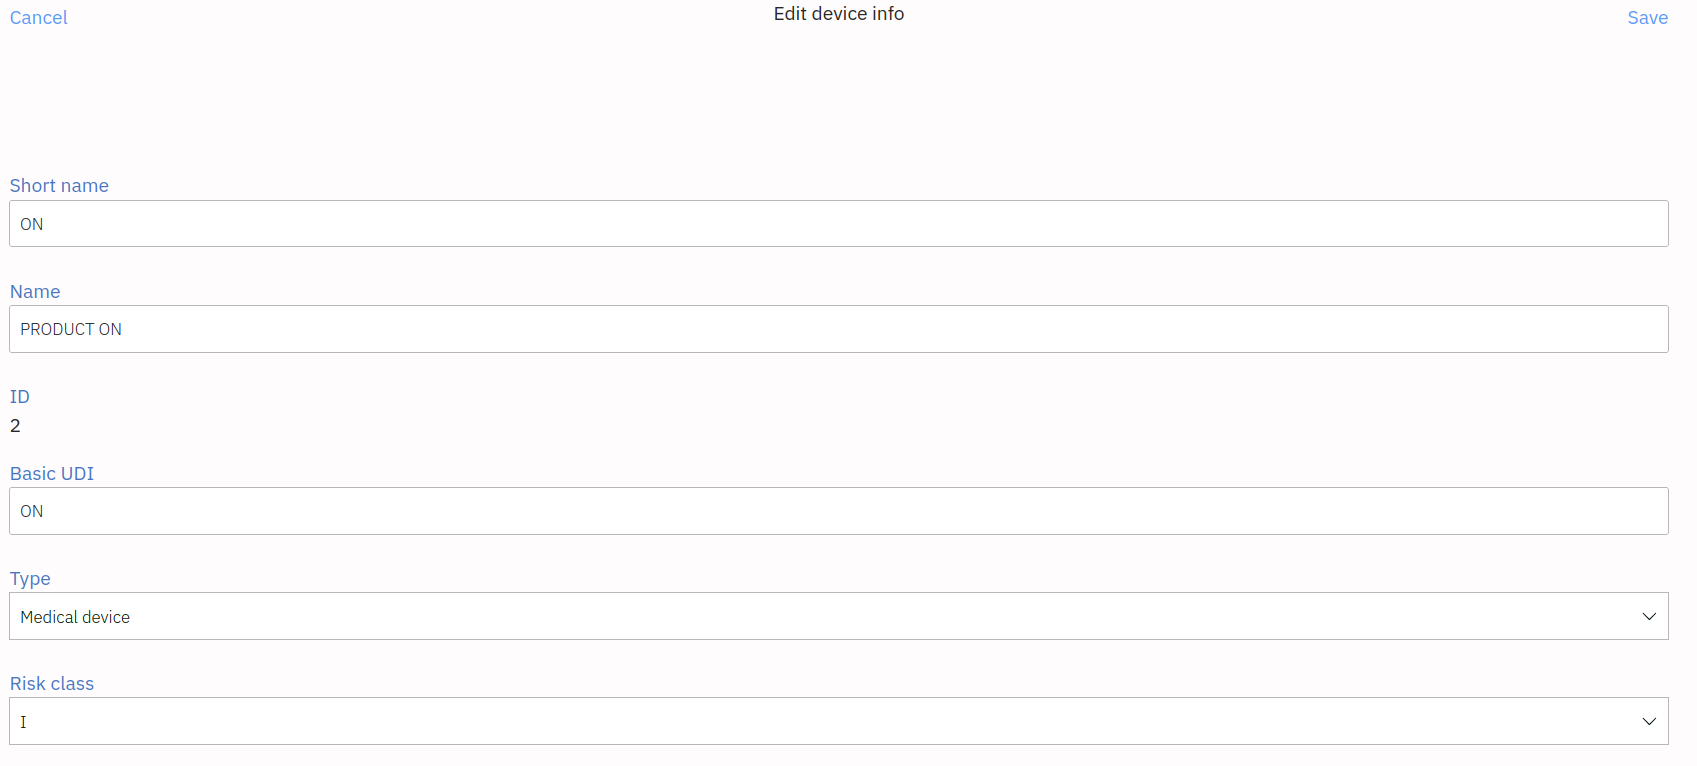 Cancel
Edit device info
Save
Short name
ON
Name
PRODUCT ON
ID
2
Basic UDI
ON
Type
Medical device
Risk class
I